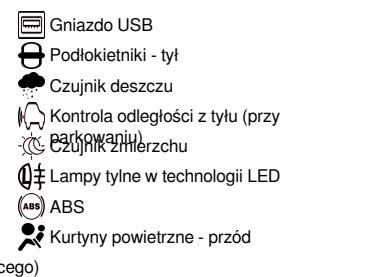 Gniazdo USB
Podłokietniki - tył
Czujnik deszczu
Kontrola odległości z tyłu (przy
parkowaniu)
Czujnik zmierzchu
Lampy tylne w technologii LED
ABS
ABS
Kurtyny powietrzne - przód
cego)